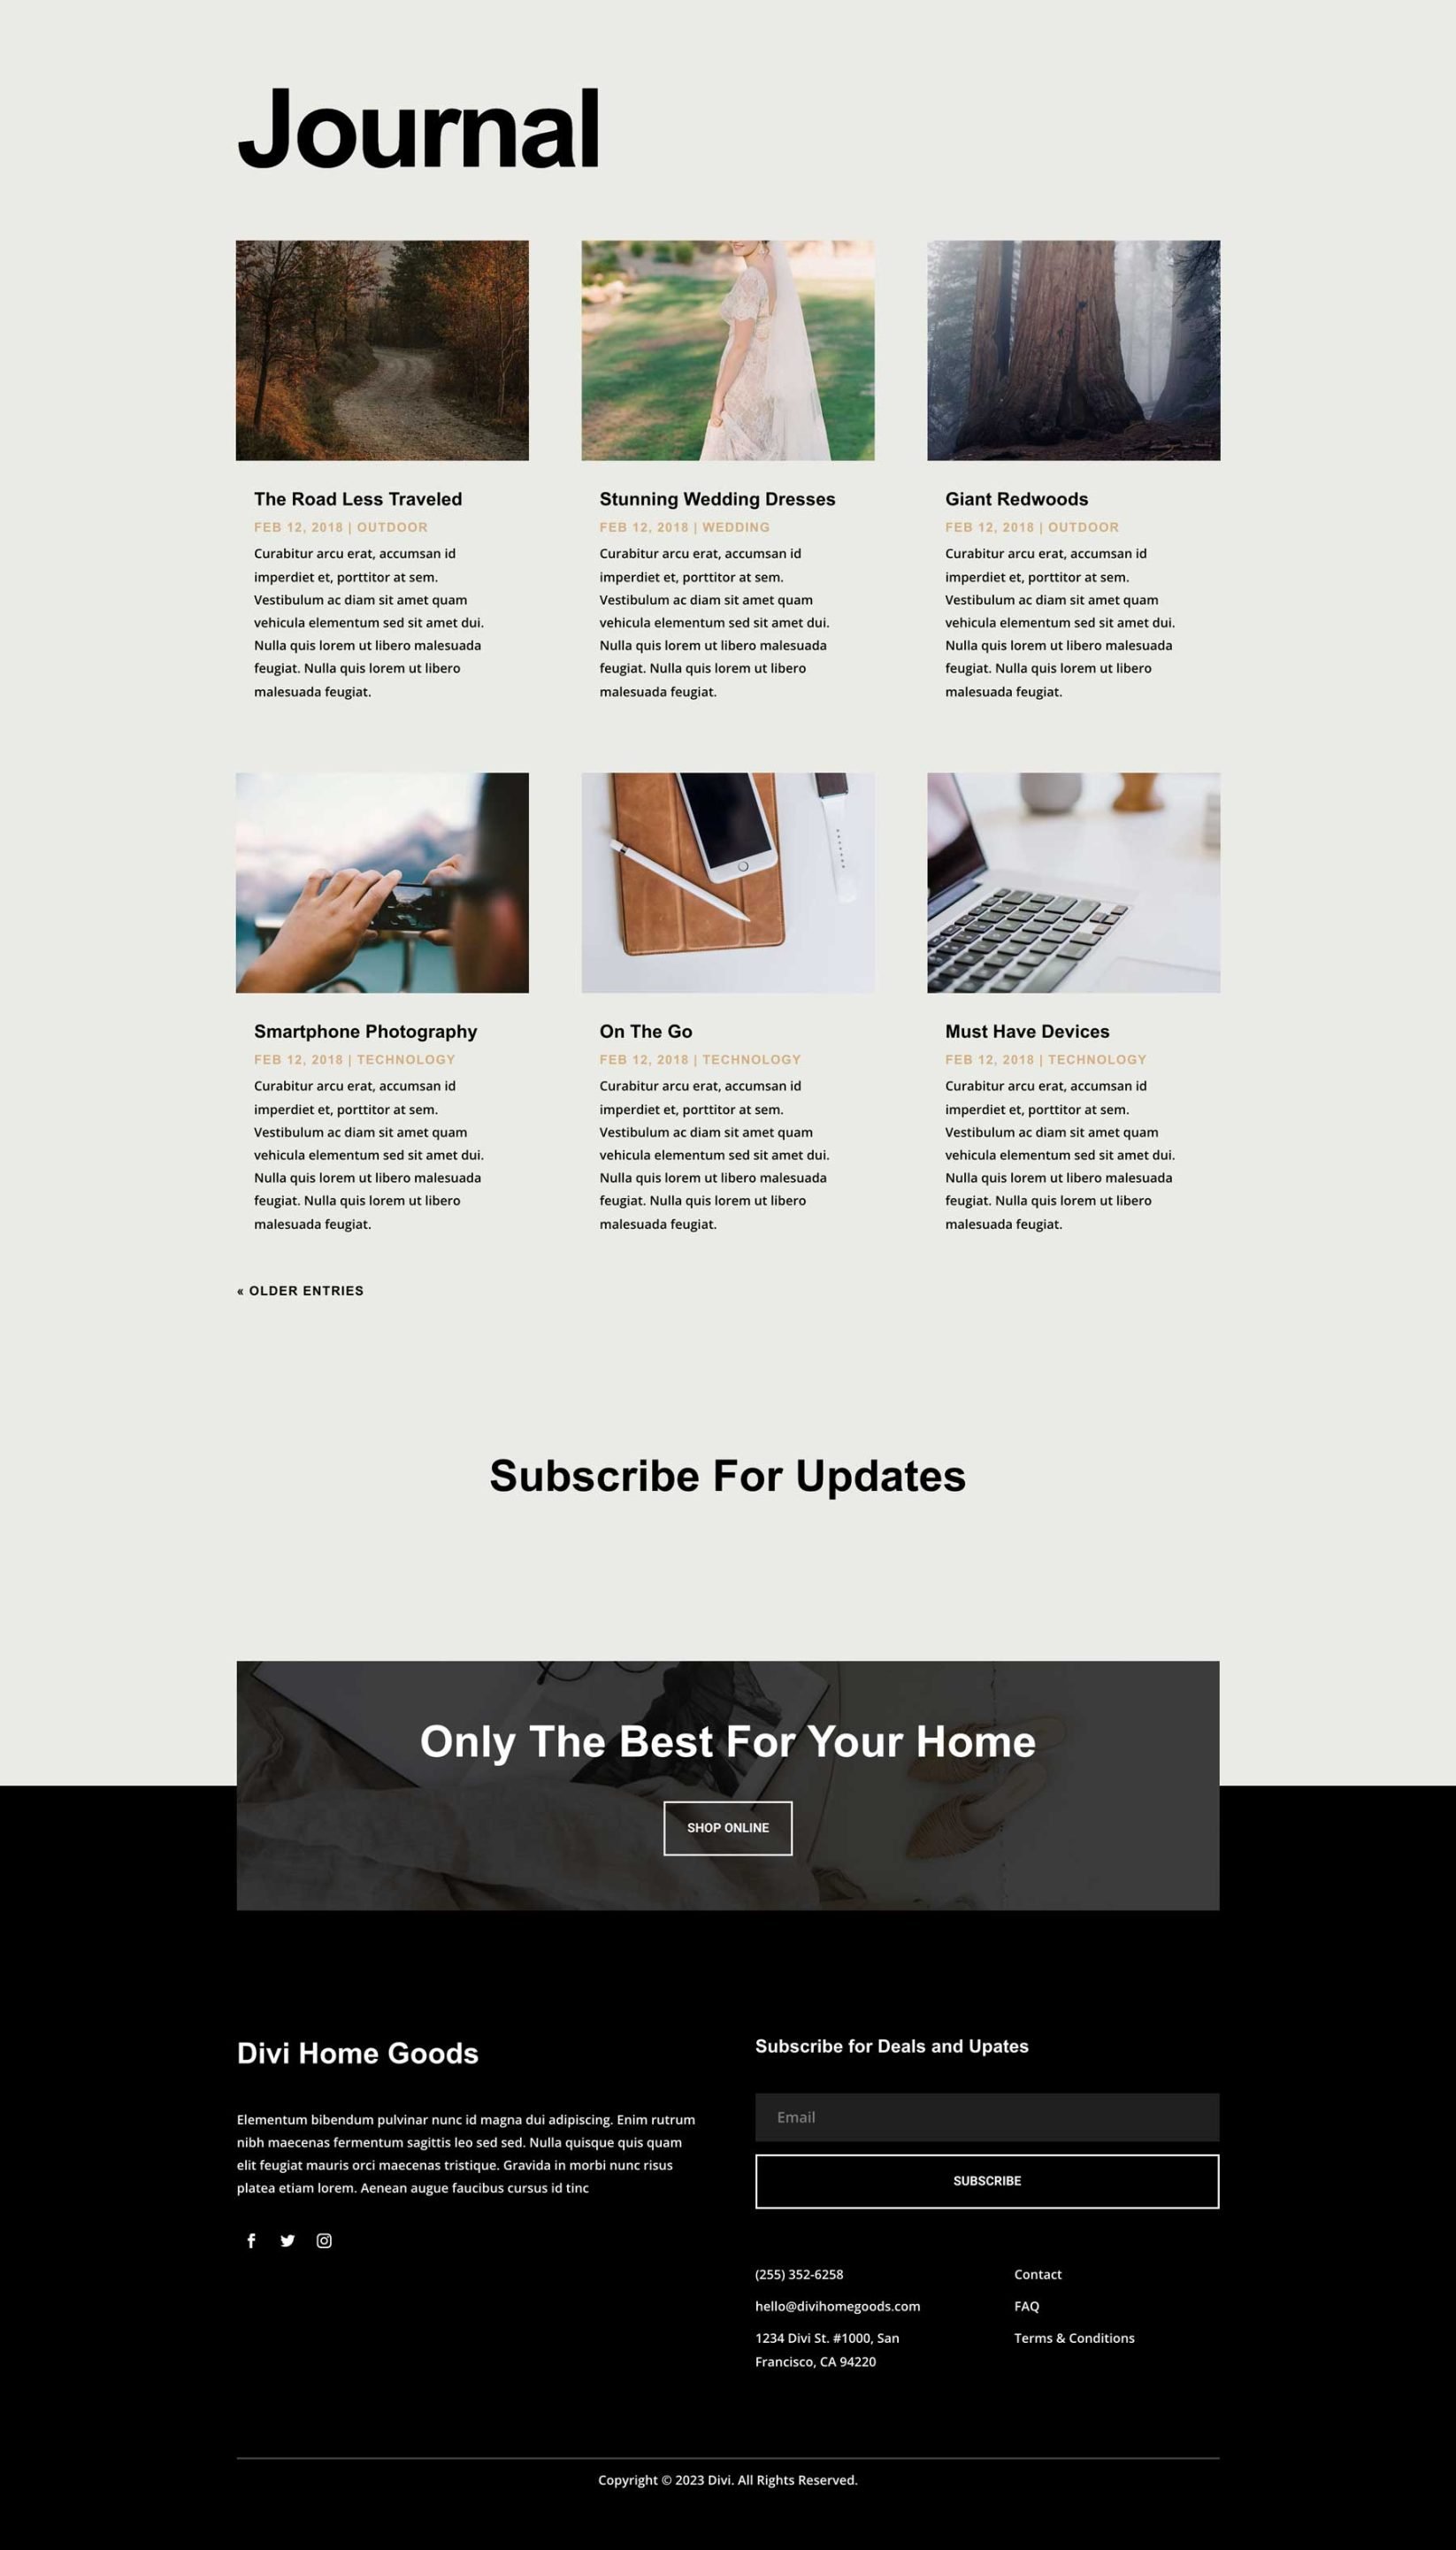 Journal
The Road Less Traveled
FEB 12, 2018 | OUTDOOR
Curabitur arcu erat, accumsan id
imperdiet et, porttitor at sem.
Vestibulum ac diam sit amet quam
vehicula elementum sed sit amet dui.
Nulla quis lorem ut libero malesuada
feugiat. Nulla quis lorem ut libero
malesuada feugiat.
Stunning Wedding Dresses
FEB 12, 2018 | WEDDING
Curabitur arcu erat, accumsan id
imperdiet et, porttitor at sem.
Vestibulum ac diam sit amet quam
vehicula elementum sed sit amet dui.
Nulla quis lorem ut libero malesuada
feugiat. Nulla quis lorem ut libero
malesuada feugiat.
Giant Redwoods
FEB 12, 2018 | OUTDOOR
Curabitur arcu erat, accumsan id
imperdiet et, porttitor at sem.
Vestibulum ac diam sit amet quam
vehicula elementum sed sit amet dui.
Nulla quis lorem ut libero malesuada
feugiat. Nulla quis lorem ut libero
malesuada feugiat.
Smartphone Photography
FEB 12, 2018 | TECHNOLOGY
Curabitur arcu erat, accumsan id
imperdiet et, porttitor at sem.
Vestibulum ac diam sit amet quam
vehicula elementum sed sit amet dui.
Nulla quis lorem ut libero malesuada
feugiat. Nulla quis lorem ut libero
malesuada feugiat.
On The Go
FEB 12, 2018 | TECHNOLOGY
Curabitur arcu erat, accumsan id
imperdiet et, porttitor at sem.
Vestibulum ac diam sit amet quam
vehicula elementum sed sit amet dui.
Nulla quis lorem ut libero malesuada
feugiat. Nulla quis lorem ut libero
malesuada feugiat.
Must Have Devices
FEB 12, 2018 | TECHNOLOGY
Curabitur arcu erat, accumsan id
imperdiet et, porttitor at sem.
Vestibulum ac diam sit amet quam
vehicula elementum sed sit amet dui.
Nulla quis lorem ut libero malesuada
feugiat. Nulla quis lorem ut libero
malesuada feugiat.
« OLDER ENTRIES
Subscribe For Updates
Only The Best For Your Home
SHOP ONLINE
Divi Home Goods
Elementum bibendum pulvinar nunc id magna dui adipiscing. Enim rutrum
nibh maecenas fermentum sagittis leo sed sed. Nulla quisque quis quam
elit feugiat mauris orci maecenas tristique. Gravida in morbi nunc risus
platea etiam lorem. Aenean augue faucibus cursus id tinc
Subscribe for Deals and Upates
Email
SUBSCRIBE
(255) 352-6258
hello@divihomegoods.com
1234 Divi St. #1000, San
Francisco, CA 94220
Contact
FAQ
Terms & Conditions
Copyright © 2023 Divi. All Rights Reserved.